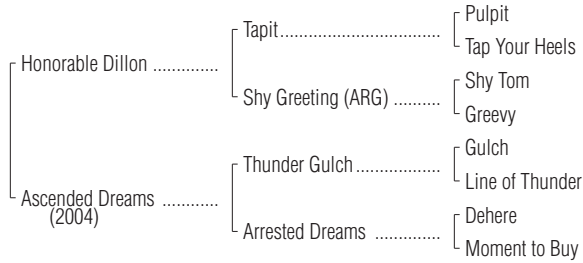 Pulpit
Tapit
Tap Your Heels
Honorable Dillon
Shy Tom
Shy Greeting (ARG)
Greevy
Gulch
Thunder Gulch
Line of Thunder
Ascended Dreams
(2004)
Dehere
Arrested Dreams
Moment to Buy